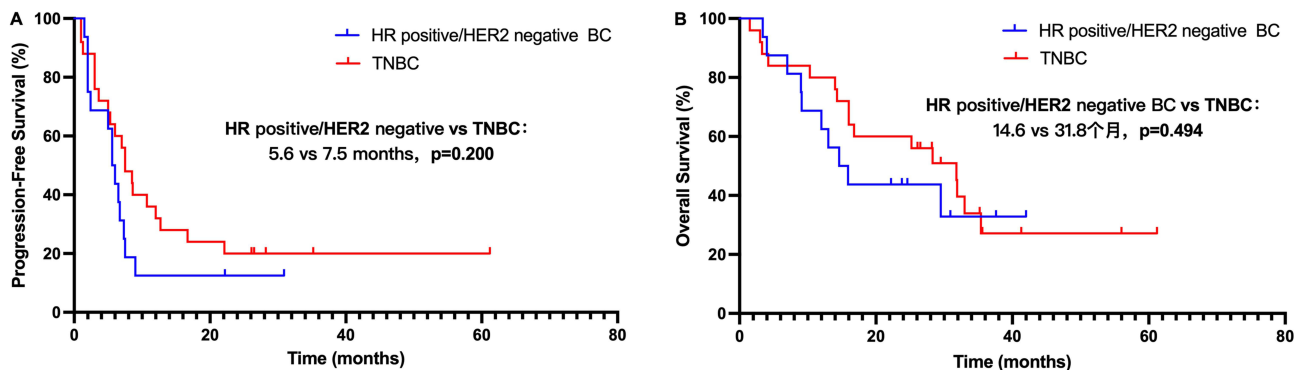 A
HR positive/HER2 negative BC
TNBC
HR positive/HER2 negative vs TNBC:
5.6 vs 7.5 months, p=0.200
Progression-Free Survival (%)
100
80
60
40
20
0
0 20 40 60 80
Time (months)
B
HR positive/HER2 negative BC
TNBC
HR positive/HER2 negative BC vs TNBC:
14.6 vs 31.8个月, p=0.494
Overall Survival (%)
100
80
60
40
20
0
0 20 40 60 80
Time (months)